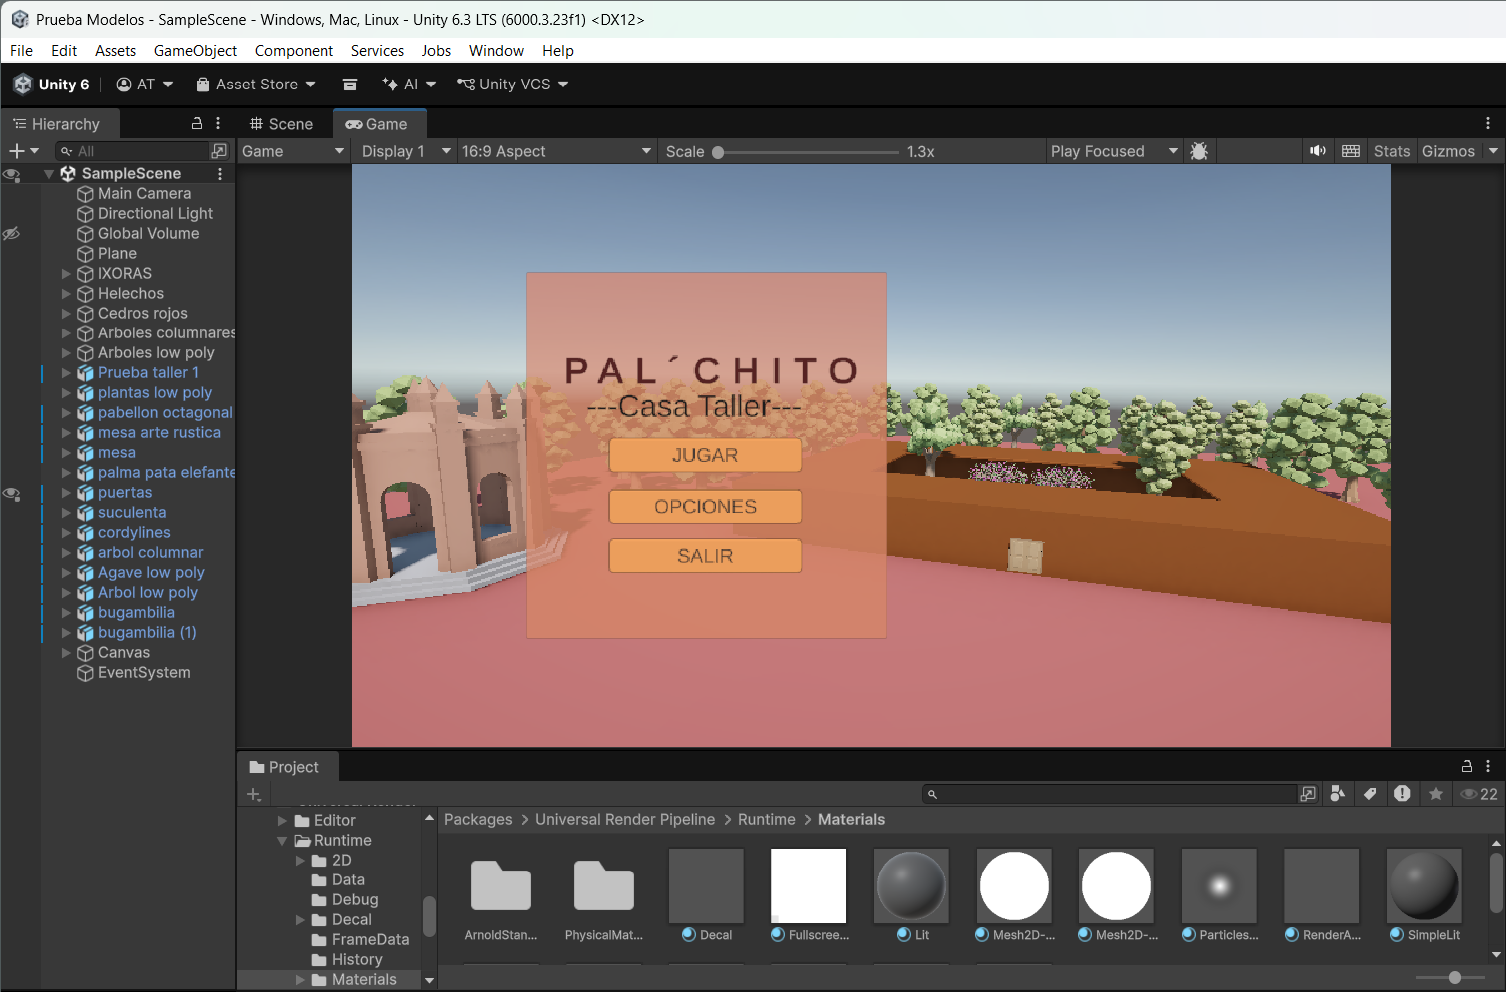 Prueba Modelos - SampleScene - Windows, Mac, Linux - Unity 6.3 LTS (6000.3.23f1) <DX12>
File Edit Assets GameObject Component Services Jobs Window Help
Unity 6 AT Asset Store AI Unity VCS
Hierarchy
Scene Game
All
Game Display 1 16:9 Aspect Scale 1.3x Play Focused Stats Gizmos
SampleScene
Main Camera
Directional Light
Global Volume
Plane
IXORAS
Helechos
Cedros rojos
Arboles columnares
Arboles low poly
Prueba taller 1
plantas low poly
pabellon octagonal
mesa arte rustica
mesa
palma pata elefante
puertas
suculenta
cordylines
arbol columnar
Agave low poly
Arbol low poly
bugambilia
bugambilia (1)
Canvas
EventSystem
PAL´CHITO
---Casa Taller---
JUGAR
OPCIONES
SALIR
Project
22
Editor
Runtime
2D
Data
Debug
Decal
FrameData
History
Materials
Packages > Universal Render Pipeline > Runtime > Materials
ArnoldStan... PhysicalMat... Decal Fullscree... Lit Mesh2D-... Mesh2D-... Particles... RenderA... SimpleLit